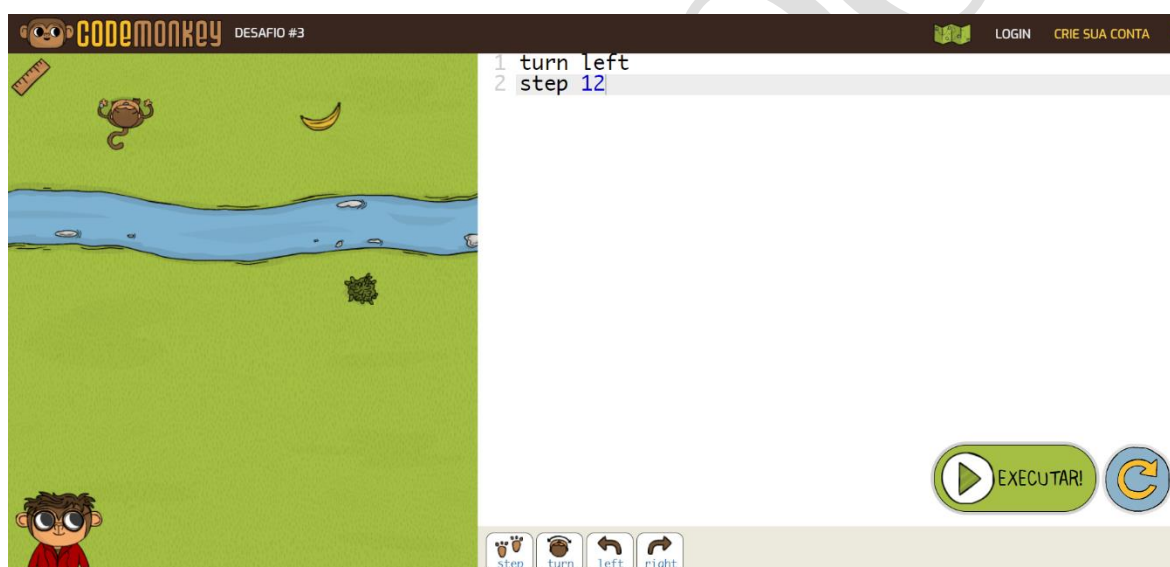 CODEMONKEY DESAFIO #3 LOGIN CRIE SUA CONTA
1 turn left
2 step 12
EXECUTAR!
step turn left right